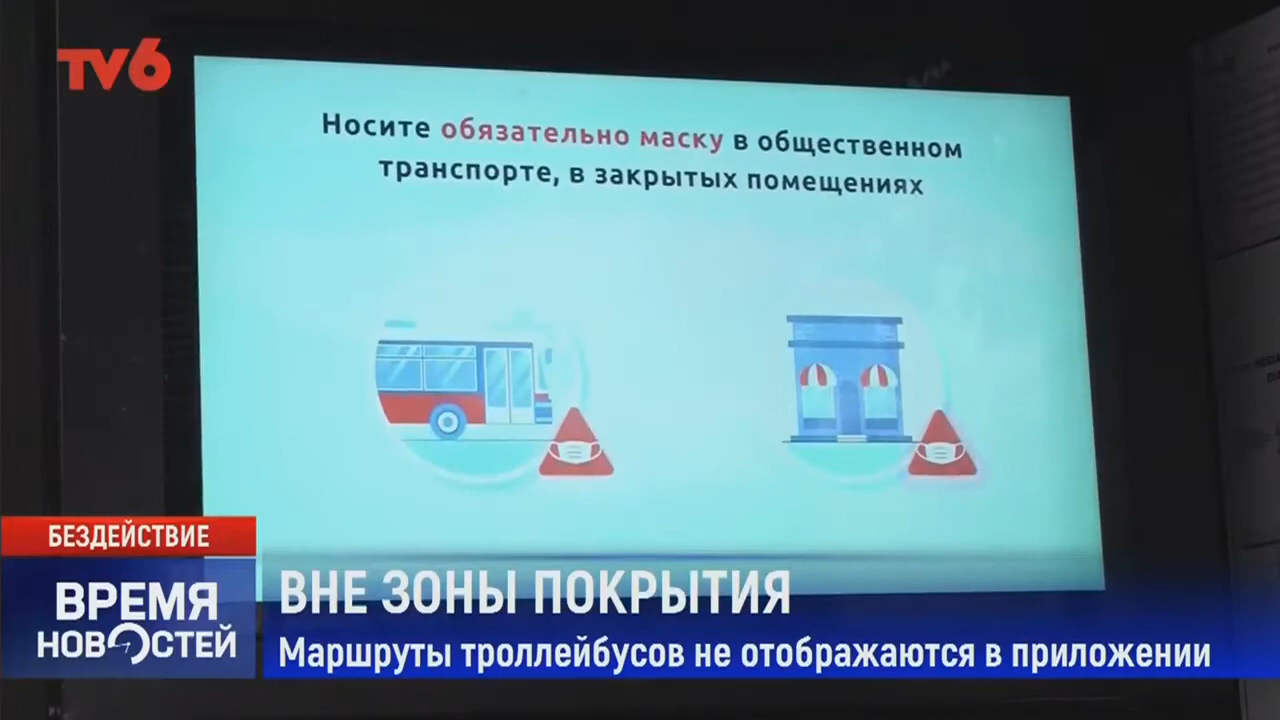 TV6
Носите обязательно маску в общественном
транспорте, в закрытых помещениях
БЕЗДЕЙСТВИЕ
ВРЕМЯ
НОВОСТЕЙ
ВНЕ ЗОНЫ ПОКРЫТИЯ
Маршруты троллейбусов не отображаются в приложении